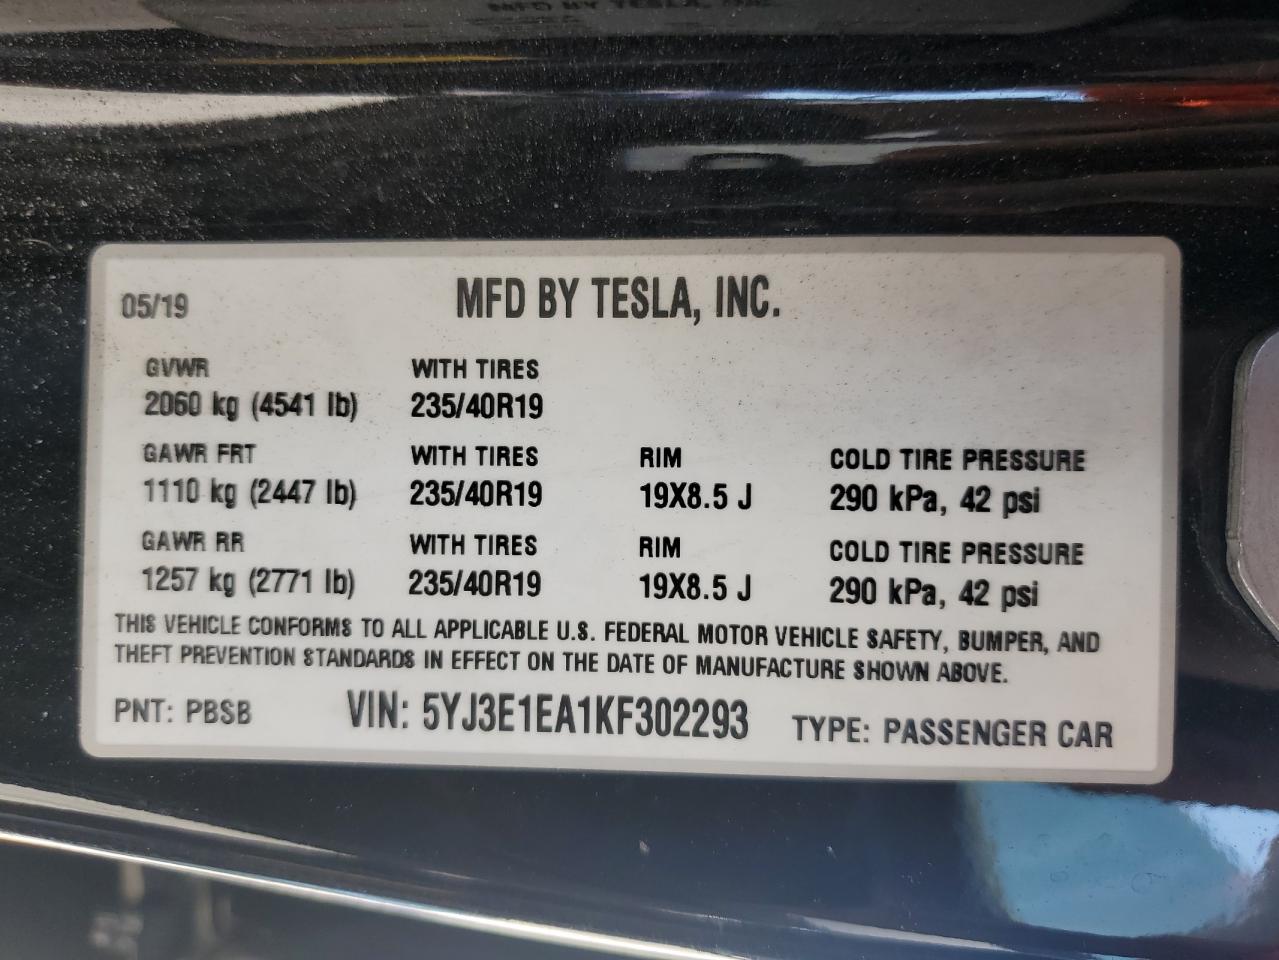 MFD BY TESLA, INC.
05/19
GVWR WITH TIRES
2060 kg (4541 lb) 235/40R19
GAWR FRT WITH TIRES RIM COLD TIRE PRESSURE
1110 kg (2447 lb) 235/40R19 19X8.5 J 290 kPa, 42 psi
GAWR RR WITH TIRES RIM COLD TIRE PRESSURE
1257 kg (2771 lb) 235/40R19 19X8.5 J 290 kPa, 42 psi
THIS VEHICLE CONFORMS TO ALL APPLICABLE U.S. FEDERAL MOTOR VEHICLE SAFETY, BUMPER, AND
THEFT PREVENTION STANDARDS IN EFFECT ON THE DATE OF MANUFACTURE SHOWN ABOVE.
PNT: PBSB VIN: 5YJ3E1EA1KF302293 TYPE: PASSENGER CAR